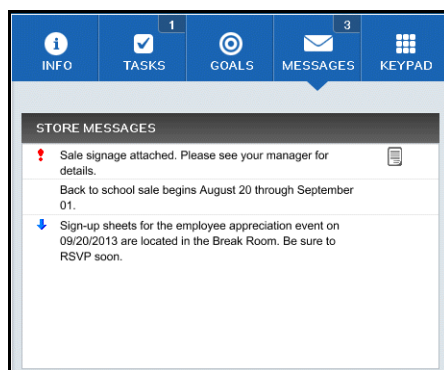 1 3
INFO TASKS GOALS MESSAGES KEYPAD
STORE MESSAGES
Sale signage attached. Please see your manager for
details.
Back to school sale begins August 20 through September
01.
Sign-up sheets for the employee appreciation event on
09/20/2013 are located in the Break Room. Be sure to
RSVP soon.